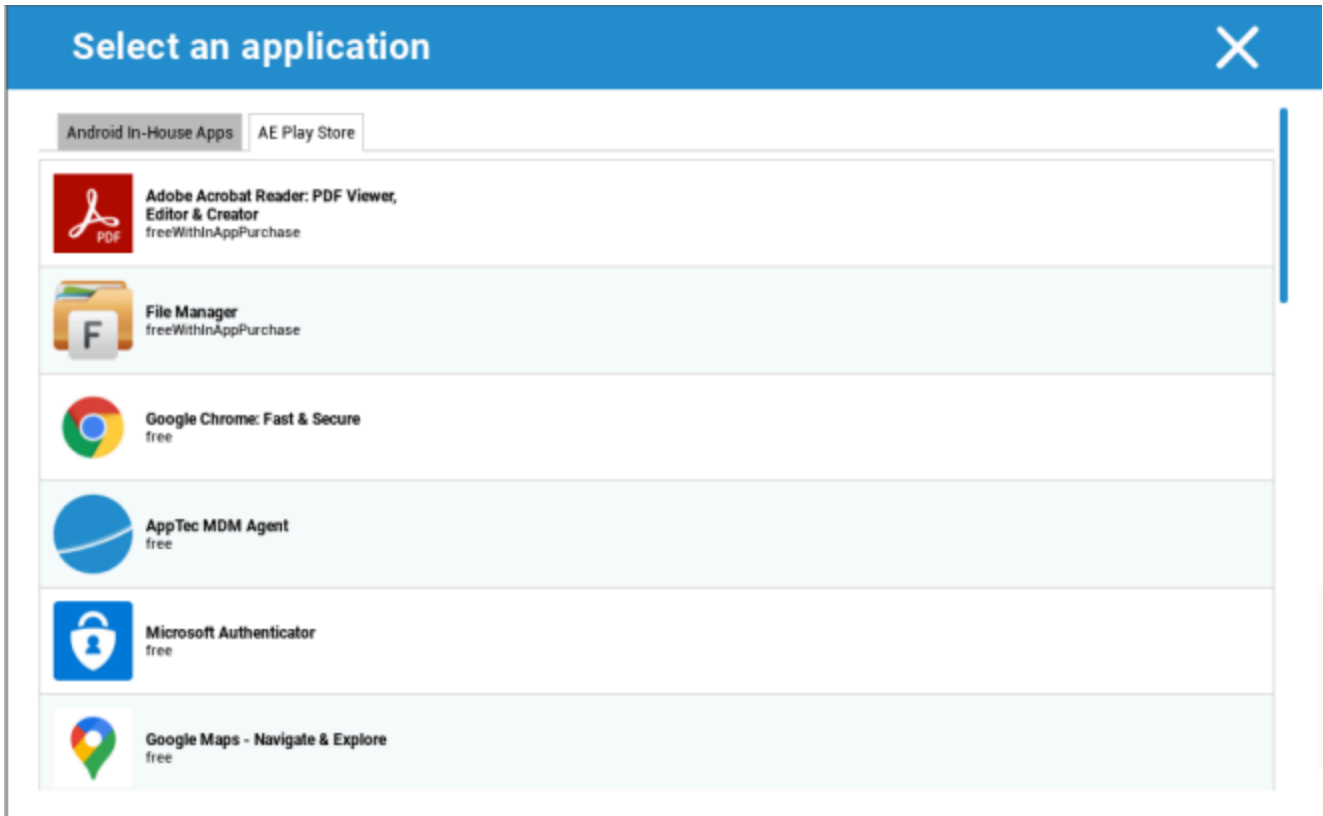 Select an application
Android In-House Apps
AE Play Store
Adobe Acrobat Reader: PDF Viewer,
Editor & Creator
freeWithInAppPurchase
PDF
File Manager
freeWithInAppPurchase
F
Google Chrome: Fast & Secure
free
AppTec MDM Agent
free
Microsoft Authenticator
free
Google Maps - Navigate & Explore
free